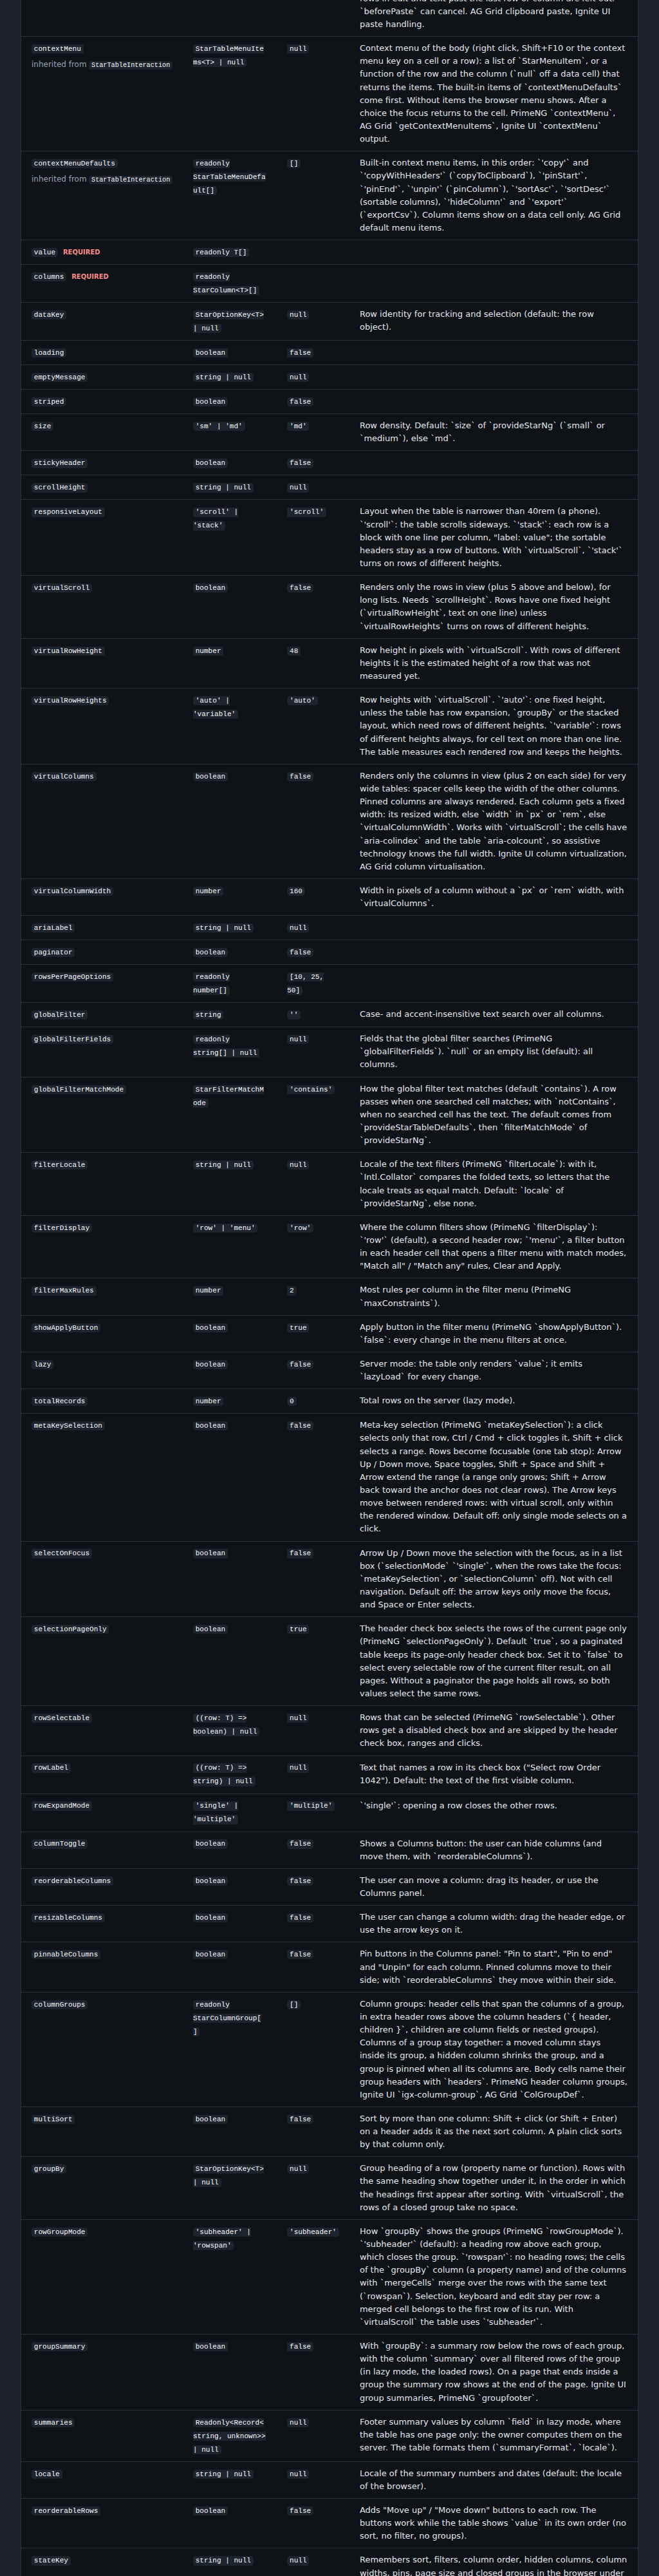 rows in edit and text past the last row or column are left out.
`beforePaste` can cancel. AG Grid clipboard paste, Ignite UI
paste handling.
contextMenu
inherited from StarTableInteraction
StarTableMenuIte
ms<T> | null
null
Context menu of the body (right click, Shift+F10 or the context
menu key on a cell or a row): a list of `StarMenuItem`, or a
function of the row and the column (`null` off a data cell) that
returns the items. The built-in items of `contextMenuDefaults`
come first. Without items the browser menu shows. After a
choice the focus returns to the cell. PrimeNG `contextMenu`,
AG Grid `getContextMenuItems`, Ignite UI `contextMenu`
output.
contextMenuDefaults
inherited from StarTableInteraction
readonly
StarTableMenuDefa
ult[]
[]
Built-in context menu items, in this order: `'copy'` and
`'copyWithHeaders'` (`copyToClipboard`), `'pinStart'`,
`'pinEnd'`, `'unpin'` (`pinColumn`), `'sortAsc'`, `'sortDesc'`
(sortable columns), `'hideColumn'` and `'export'`
(`exportCsv`). Column items show on a data cell only. AG Grid
default menu items.
value REQUIRED
readonly T[]
columns REQUIRED
readonly
StarColumn<T>[]
dataKey
StarOptionKey<T>
| null
null
Row identity for tracking and selection (default: the row
object).
loading
boolean
false
emptyMessage
string | null
null
striped
boolean
false
size
'sm' | 'md'
'md'
Row density. Default: `size` of `provideStarNg` (`small` or
`medium`), else `md`.
stickyHeader
boolean
false
scrollHeight
string | null
null
responsiveLayout
'scroll' |
'stack'
'scroll'
Layout when the table is narrower than 40rem (a phone).
`'scroll'`: the table scrolls sideways. `'stack'`: each row is a
block with one line per column, "label: value"; the sortable
headers stay as a row of buttons. With `virtualScroll`, `'stack'`
turns on rows of different heights.
virtualScroll
boolean
false
Renders only the rows in view (plus 5 above and below), for
long lists. Needs `scrollHeight`. Rows have one fixed height
(`virtualRowHeight`, text on one line) unless
`virtualRowHeights` turns on rows of different heights.
virtualRowHeight
number
48
Row height in pixels with `virtualScroll`. With rows of different
heights it is the estimated height of a row that was not
measured yet.
virtualRowHeights
'auto' |
'variable'
'auto'
Row heights with `virtualScroll`. `'auto'`: one fixed height,
unless the table has row expansion, `groupBy` or the stacked
layout, which need rows of different heights. `'variable'`: rows
of different heights always, for cell text on more than one line.
The table measures each rendered row and keeps the heights.
virtualColumns
boolean
false
Renders only the columns in view (plus 2 on each side) for very
wide tables: spacer cells keep the width of the other columns.
Pinned columns are always rendered. Each column gets a fixed
width: its resized width, else `width` in `px` or `rem`, else
`virtualColumnWidth`. Works with `virtualScroll`; the cells have
`aria-colindex` and the table `aria-colcount`, so assistive
technology knows the full width. Ignite UI column virtualization,
AG Grid column virtualisation.
virtualColumnWidth
number
160
Width in pixels of a column without a `px` or `rem` width, with
`virtualColumns`.
ariaLabel
string | null
null
paginator
boolean
false
rowsPerPageOptions
readonly
number[]
[10, 25,
50]
globalFilter
string
''
Case- and accent-insensitive text search over all columns.
globalFilterFields
readonly
string[] | null
null
Fields that the global filter searches (PrimeNG
`globalFilterFields`). `null` or an empty list (default): all
columns.
globalFilterMatchMode
StarFilterMatchM
ode
'contains'
How the global filter text matches (default `contains`). A row
passes when one searched cell matches; with `notContains`,
when no searched cell has the text. The default comes from
`provideStarTableDefaults`, then `filterMatchMode` of
`provideStarNg`.
filterLocale
string | null
null
Locale of the text filters (PrimeNG `filterLocale`): with it,
`Intl.Collator` compares the folded texts, so letters that the
locale treats as equal match. Default: `locale` of
`provideStarNg`, else none.
filterDisplay
'row' | 'menu'
'row'
Where the column filters show (PrimeNG `filterDisplay`):
`'row'` (default), a second header row; `'menu'`, a filter button
in each header cell that opens a filter menu with match modes,
"Match all" / "Match any" rules, Clear and Apply.
filterMaxRules
number
2
Most rules per column in the filter menu (PrimeNG
`maxConstraints`).
showApplyButton
boolean
true
Apply button in the filter menu (PrimeNG `showApplyButton`).
`false`: every change in the menu filters at once.
lazy
boolean
false
Server mode: the table only renders `value`; it emits
`lazyLoad` for every change.
totalRecords
number
0
Total rows on the server (lazy mode).
metaKeySelection
boolean
false
Meta-key selection (PrimeNG `metaKeySelection`): a click
selects only that row, Ctrl / Cmd + click toggles it, Shift + click
selects a range. Rows become focusable (one tab stop): Arrow
Up / Down move, Space toggles, Shift + Space and Shift +
Arrow extend the range (a range only grows; Shift + Arrow
back toward the anchor does not clear rows). The Arrow keys
move between rendered rows: with virtual scroll, only within
the rendered window. Default off: only single mode selects on a
click.
selectOnFocus
boolean
false
Arrow Up / Down move the selection with the focus, as in a list
box (`selectionMode` `'single'`, when the rows take the focus:
`metaKeySelection`, or `selectionColumn` off). Not with cell
navigation. Default off: the arrow keys only move the focus,
and Space or Enter selects.
selectionPageOnly
boolean
true
The header check box selects the rows of the current page only
(PrimeNG `selectionPageOnly`). Default `true`, so a paginated
table keeps its page-only header check box. Set it to `false` to
select every selectable row of the current filter result, on all
pages. Without a paginator the page holds all rows, so both
values select the same rows.
rowSelectable
((row: T) =>
boolean) | null
null
Rows that can be selected (PrimeNG `rowSelectable`). Other
rows get a disabled check box and are skipped by the header
check box, ranges and clicks.
rowLabel
((row: T) =>
string) | null
null
Text that names a row in its check box ("Select row Order
1042"). Default: the text of the first visible column.
rowExpandMode
'single' |
'multiple'
'multiple'
`'single'`: opening a row closes the other rows.
columnToggle
boolean
false
Shows a Columns button: the user can hide columns (and
move them, with `reorderableColumns`).
reorderableColumns
boolean
false
The user can move a column: drag its header, or use the
Columns panel.
resizableColumns
boolean
false
The user can change a column width: drag the header edge, or
use the arrow keys on it.
pinnableColumns
boolean
false
Pin buttons in the Columns panel: "Pin to start", "Pin to end"
and "Unpin" for each column. Pinned columns move to their
side; with `reorderableColumns` they move within their side.
columnGroups
readonly
StarColumnGroup[
]
[]
Column groups: header cells that span the columns of a group,
in extra header rows above the column headers (`{ header,
children }`, children are column fields or nested groups).
Columns of a group stay together: a moved column stays
inside its group, a hidden column shrinks the group, and a
group is pinned when all its columns are. Body cells name their
group headers with `headers`. PrimeNG header column groups,
Ignite UI `igx-column-group`, AG Grid `ColGroupDef`.
multiSort
boolean
false
Sort by more than one column: Shift + click (or Shift + Enter)
on a header adds it as the next sort column. A plain click sorts
by that column only.
groupBy
StarOptionKey<T>
| null
null
Group heading of a row (property name or function). Rows with
the same heading show together under it, in the order in which
the headings first appear after sorting. With `virtualScroll`, the
rows of a closed group take no space.
rowGroupMode
'subheader' |
'rowspan'
'subheader'
How `groupBy` shows the groups (PrimeNG `rowGroupMode`).
`'subheader'` (default): a heading row above each group,
which closes the group. `'rowspan'`: no heading rows; the cells
of the `groupBy` column (a property name) and of the columns
with `mergeCells` merge over the rows with the same text
(`rowspan`). Selection, keyboard and edit stay per row: a
merged cell belongs to the first row of its run. With
`virtualScroll` the table uses `'subheader'`.
groupSummary
boolean
false
With `groupBy`: a summary row below the rows of each group,
with the column `summary` over all filtered rows of the group
(in lazy mode, the loaded rows). On a page that ends inside a
group the summary row shows at the end of the page. Ignite UI
group summaries, PrimeNG `groupfooter`.
summaries
Readonly<Record<
string, unknown>>
| null
null
Footer summary values by column `field` in lazy mode, where
the table has one page only: the owner computes them on the
server. The table formats them (`summaryFormat`, `locale`).
locale
string | null
null
Locale of the summary numbers and dates (default: the locale
of the browser).
reorderableRows
boolean
false
Adds "Move up" / "Move down" buttons to each row. The
buttons work while the table shows `value` in its own order (no
sort, no filter, no groups).
stateKey
string | null
null
Remembers sort, filters, column order, hidden columns, column
widths, pins, page size and closed groups in the browser under